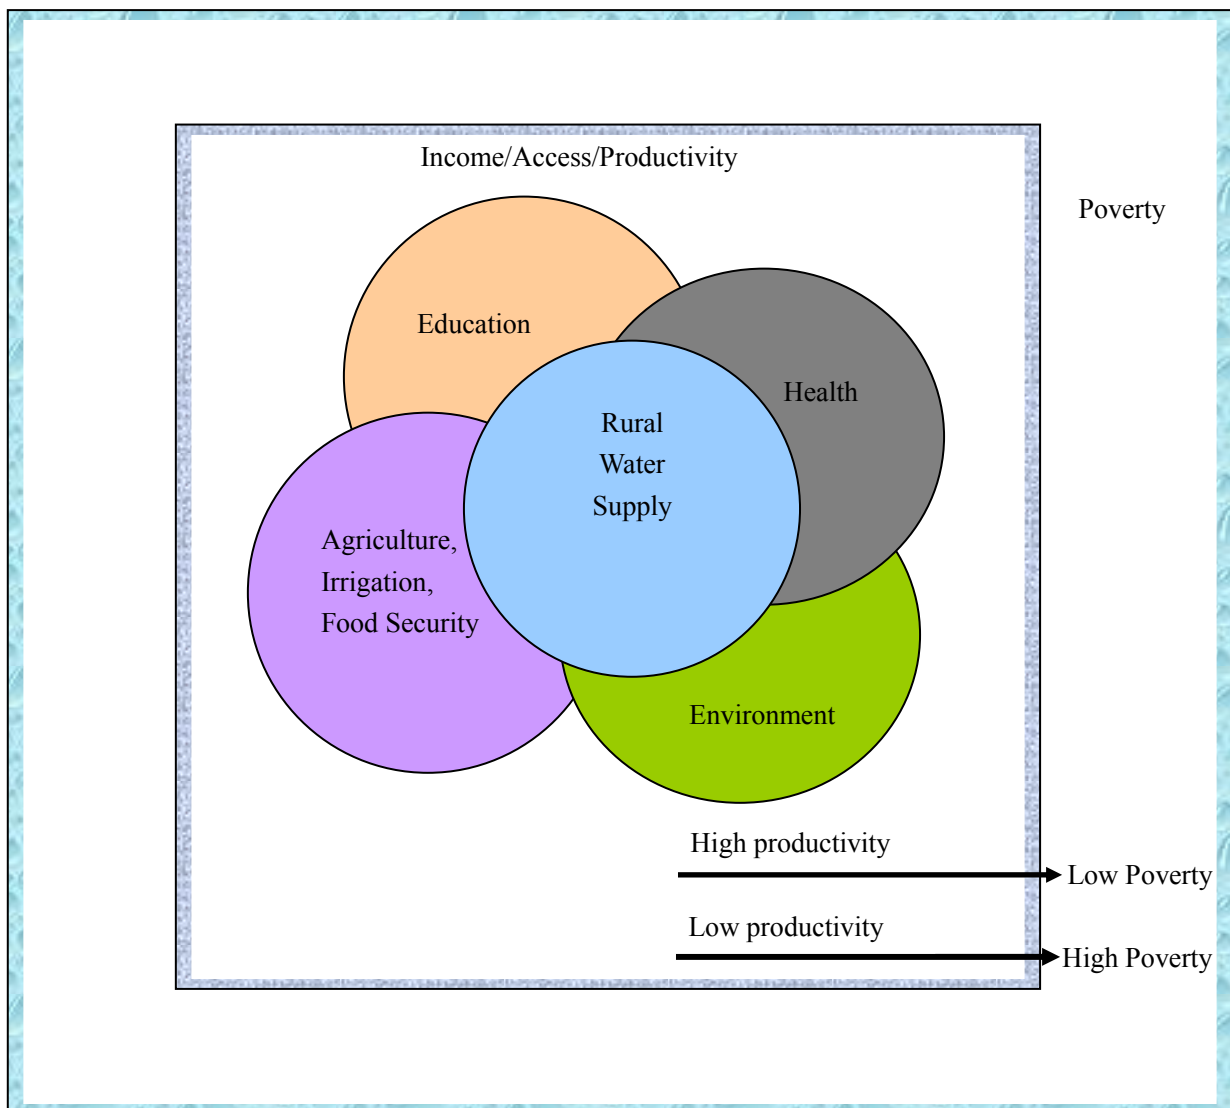 Income/Access/Productivity
Poverty
Education
Health
Rural
Water
Supply
Agriculture,
Irrigation,
Food Security
Environment
High productivity
Low Poverty
Low productivity
High Poverty